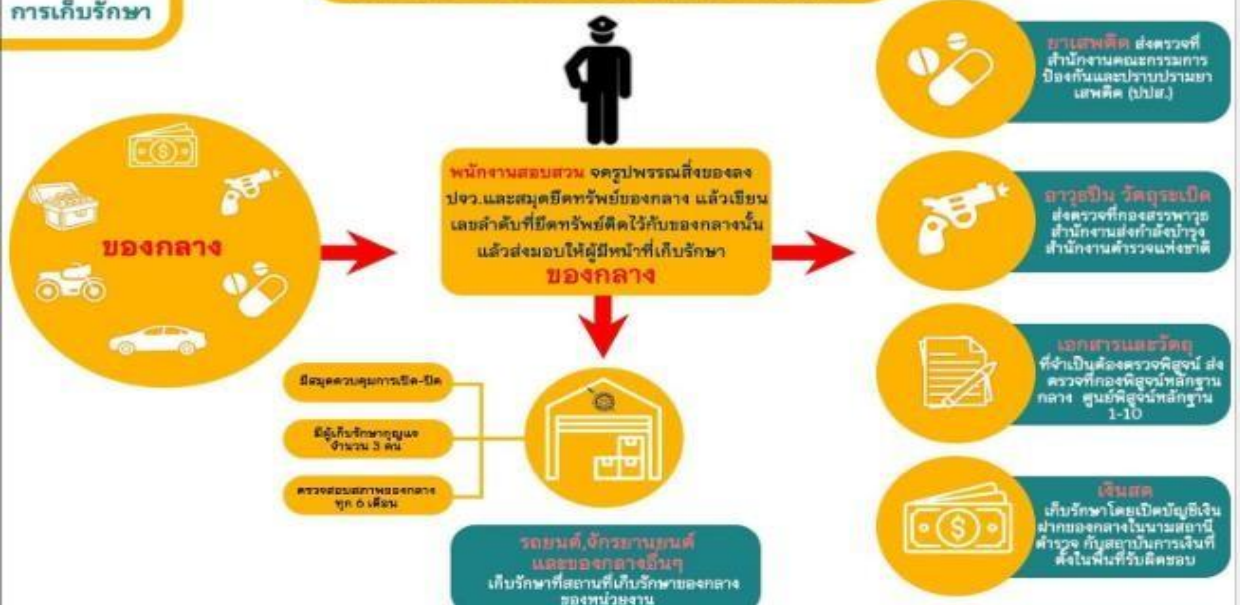 การเก็บรักษา
ของกลาง
พนักงานสอบสวน จดรูปพรรณสิ่งของลง
ปจว.และสมุดยึดทรัพย์ของกลาง แล้วเขียน
เลขลำดับที่ยึดทรัพย์ติดไว้กับของกลางนั้น
แล้วส่งมอบให้ผู้มีหน้าที่เก็บรักษา
ของกลาง
มีสมุดควบคุมการเปิด-ปิด
มีผู้เก็บรักษากุญแจ
จำนวน 3 คน
ตรวจสอบสภาพของกลาง
ทุก 6 เดือน
รถยนต์,จักรยานยนต์
และของกลางอื่นๆ
เก็บรักษาที่สถานที่เก็บรักษาของกลาง
ของหน่วยงาน
ยาเสพติด ส่งตรวจที่
สำนักงานคณะกรรมการ
ป้องกันและปราบปรามยา
เสพติด (ปปส.)
อาวุธปืน วัตถุระเบิด
ส่งตรวจที่กองสรรพาวุธ
สำนักงานส่งกำลังบำรุง
สำนักงานตำรวจแห่งชาติ
เอกสารและวัตถุ
ที่จำเป็นต้องตรวจพิสูจน์ ส่ง
ตรวจที่กองพิสูจน์หลักฐาน
กลาง ศูนย์พิสูจน์หลักฐาน
1-10
เงินสด
เก็บรักษาโดยเปิดบัญชีเงิน
ฝากของกลางในนามสถานี
ตำรวจ กับสถาบันการเงินที่
ตั้งในพื้นที่รับผิดชอบ